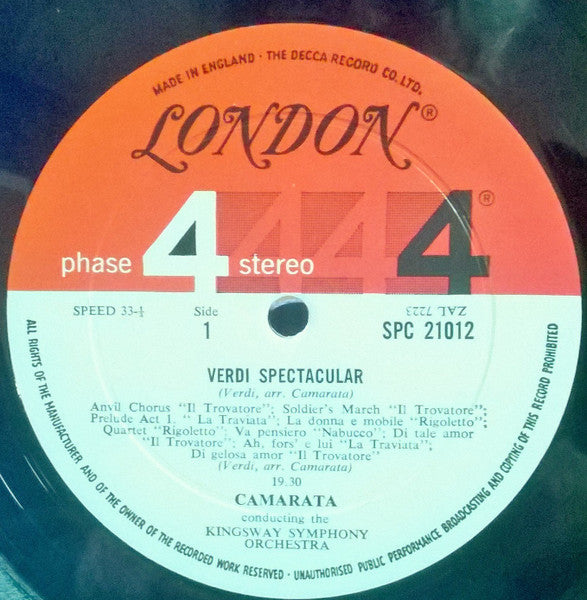 MADE IN ENGLAND · THE DECCA RECORD CO. LTD.
LONDON®
phase 4 stereo
4®
SPEED 33-⅓
Side
1
ZAL 7223
SPC 21012
VERDI SPECTACULAR
(Verdi, arr. Camarata)
Anvil Chorus "Il Trovatore"; Soldier's March "Il Trovatore";
Prelude Act 1. "La Traviata"; La donna e mobile "Rigoletto";
Quartet "Rigoletto"; Va pensiero "Nabucco"; Di tale amor
"Il Trovatore"; Ah. fors' e lui "La Traviata";
Di gelosa amor "Il Trovatore"
(Verdi, arr. Camarata)
19.30
CAMARATA
conducting the
KINGSWAY SYMPHONY
ORCHESTRA
ALL RIGHTS OF THE MANUFACTURER AND OF THE OWNER OF THE RECORDED WORK RESERVED · UNAUTHORISED PUBLIC PERFORMANCE BROADCASTING AND COPYING OF THIS RECORD PROHIBITED